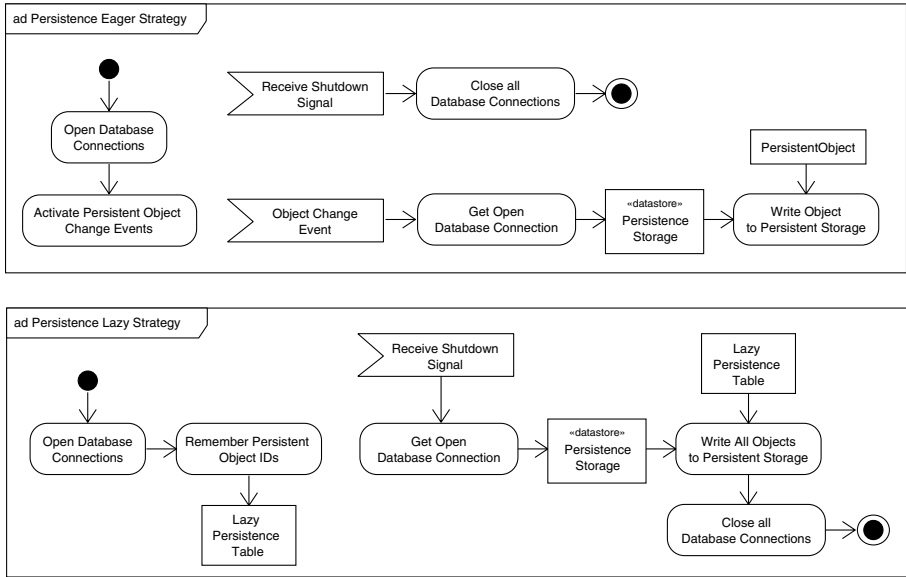 ad Persistence Eager Strategy
Receive Shutdown
Signal
Close all
Database Connections
Open Database
Connections
PersistentObject
Activate Persistent Object
Change Events
Object Change
Event
Get Open
Database Connection
«datastore»
Persistence
Storage
Write Object
to Persistent Storage
ad Persistence Lazy Strategy
Receive Shutdown
Signal
Lazy
Persistence
Table
Open Database
Connections
Remember Persistent
Object IDs
Get Open
Database Connection
«datastore»
Persistence
Storage
Write All Objects
to Persistent Storage
Lazy
Persistence
Table
Close all
Database Connections